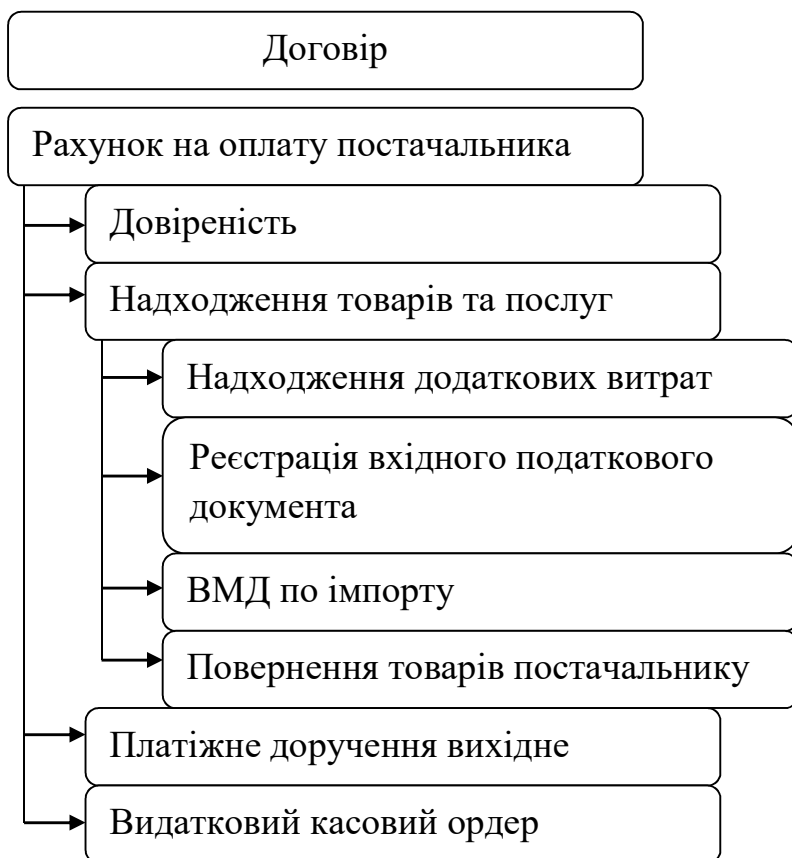 Договір
Рахунок на оплату постачальника
Довіреність
Надходження товарів та послуг
Надходження додаткових витрат
Реєстрація вхідного податкового
документа
ВМД по імпорту
Повернення товарів постачальнику
Платіжне доручення вихідне
Видатковий касовий ордер